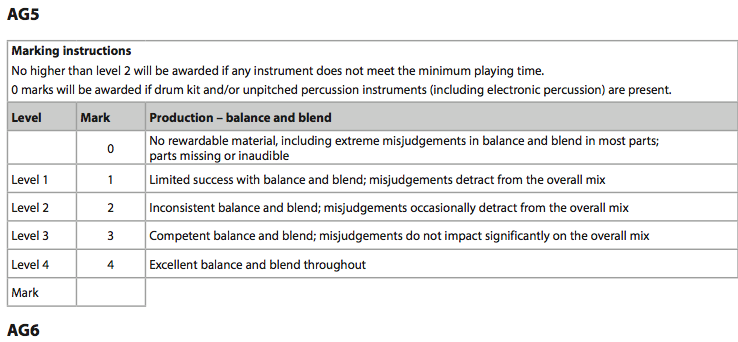 AG5
Marking instructions
No higher than level 2 will be awarded if any instrument does not meet the minimum playing time.
0 marks will be awarded if drum kit and/or unpitched percussion instruments (including electronic percussion) are present.
Level Mark Production – balance and blend
0 No rewardable material, including extreme misjudgements in balance and blend in most parts;
parts missing or inaudible
Level 1 1 Limited success with balance and blend; misjudgements detract from the overall mix
Level 2 2 Inconsistent balance and blend; misjudgements occasionally detract from the overall mix
Level 3 3 Competent balance and blend; misjudgements do not impact significantly on the overall mix
Level 4 4 Excellent balance and blend throughout
Mark
AG6